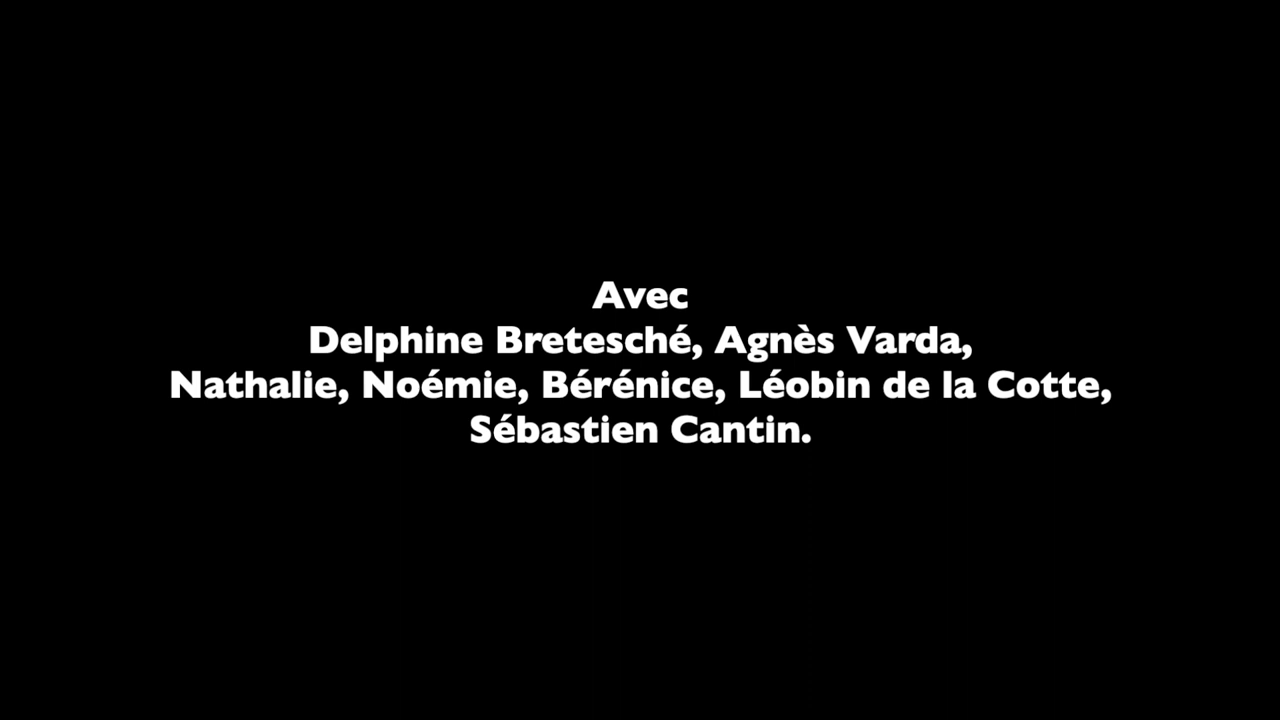 Avec
Delphine Bretesché, Agnès Varda,
Nathalie, Noémie, Bérénice, Léobin de la Cotte,
Sébastien Cantin.